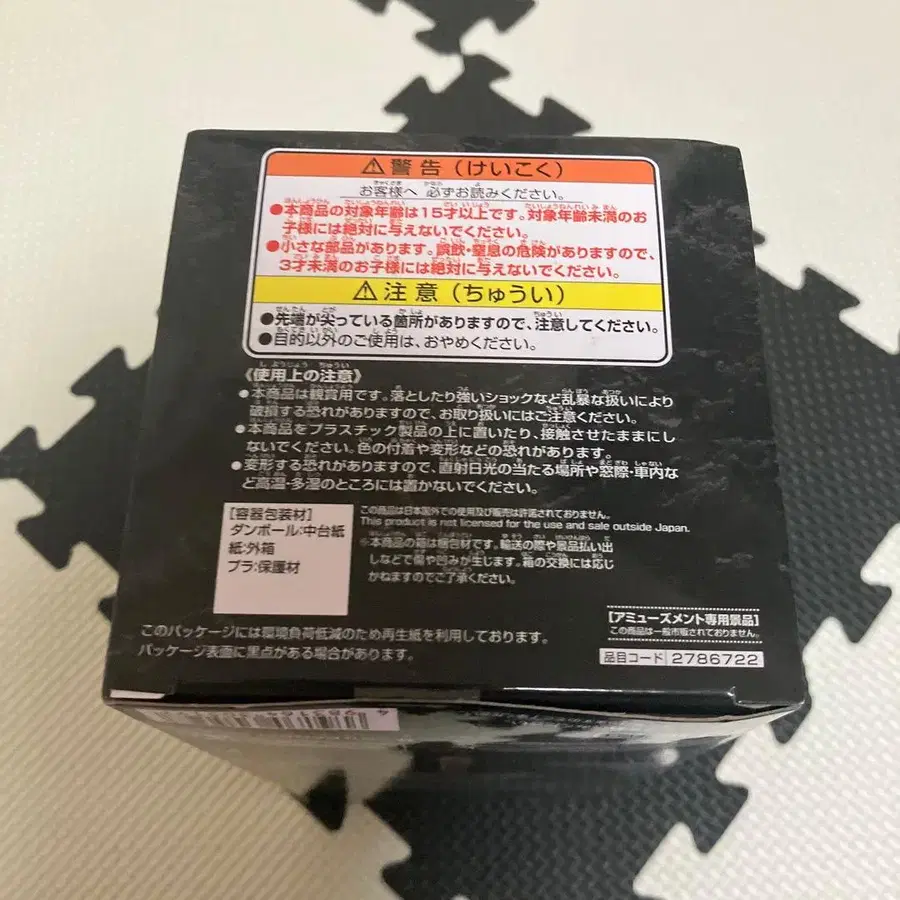 ⚠警告（けいこく）
お客様へ 必ずお読みください。
●本商品の対象年齢は15才以上です。対象年齢未満のお
子様には絶対に与えないでください。
●小さな部品があります。誤飲・窒息の危険がありますので、
3才未満のお子様には絶対に与えないでください。
⚠注意（ちゅうい）
●先端が尖っている箇所がありますので、注意してください。
●目的以外のご使用は、おやめください。
《使用上の注意》
●本商品は観賞用です。落としたり強いショックなど乱暴な扱いにより
破損する恐れがありますので、お取り扱いにはご注意ください。
●本商品をプラスチック製品の上に置いたり、接触させたままにし
ないでください。色の付着や変形などの恐れがあります。
●変形する恐れがありますので、直射日光の当たる場所や窓際・車内な
ど高温・多湿のところには置かないでください。
【容器包装材】
ダンボール:中台紙
紙:外箱
プラ:保護材
この商品は日本国外での使用及び販売は許諾されておりません。
This product is not licensed for the use and sale outside Japan.
※本商品の箱は梱包材です。輸送の際や景品払い出
しなどで傷や凹みが生じます。箱の交換には応じ
かねますのでご了承ください。
【アミューズメント専用景品】
この商品は一般市販されておりません。
品目コード 2786722
このパッケージには環境負荷低減のため再生紙を利用しております。
パッケージ表面に黒点がある場合があります。